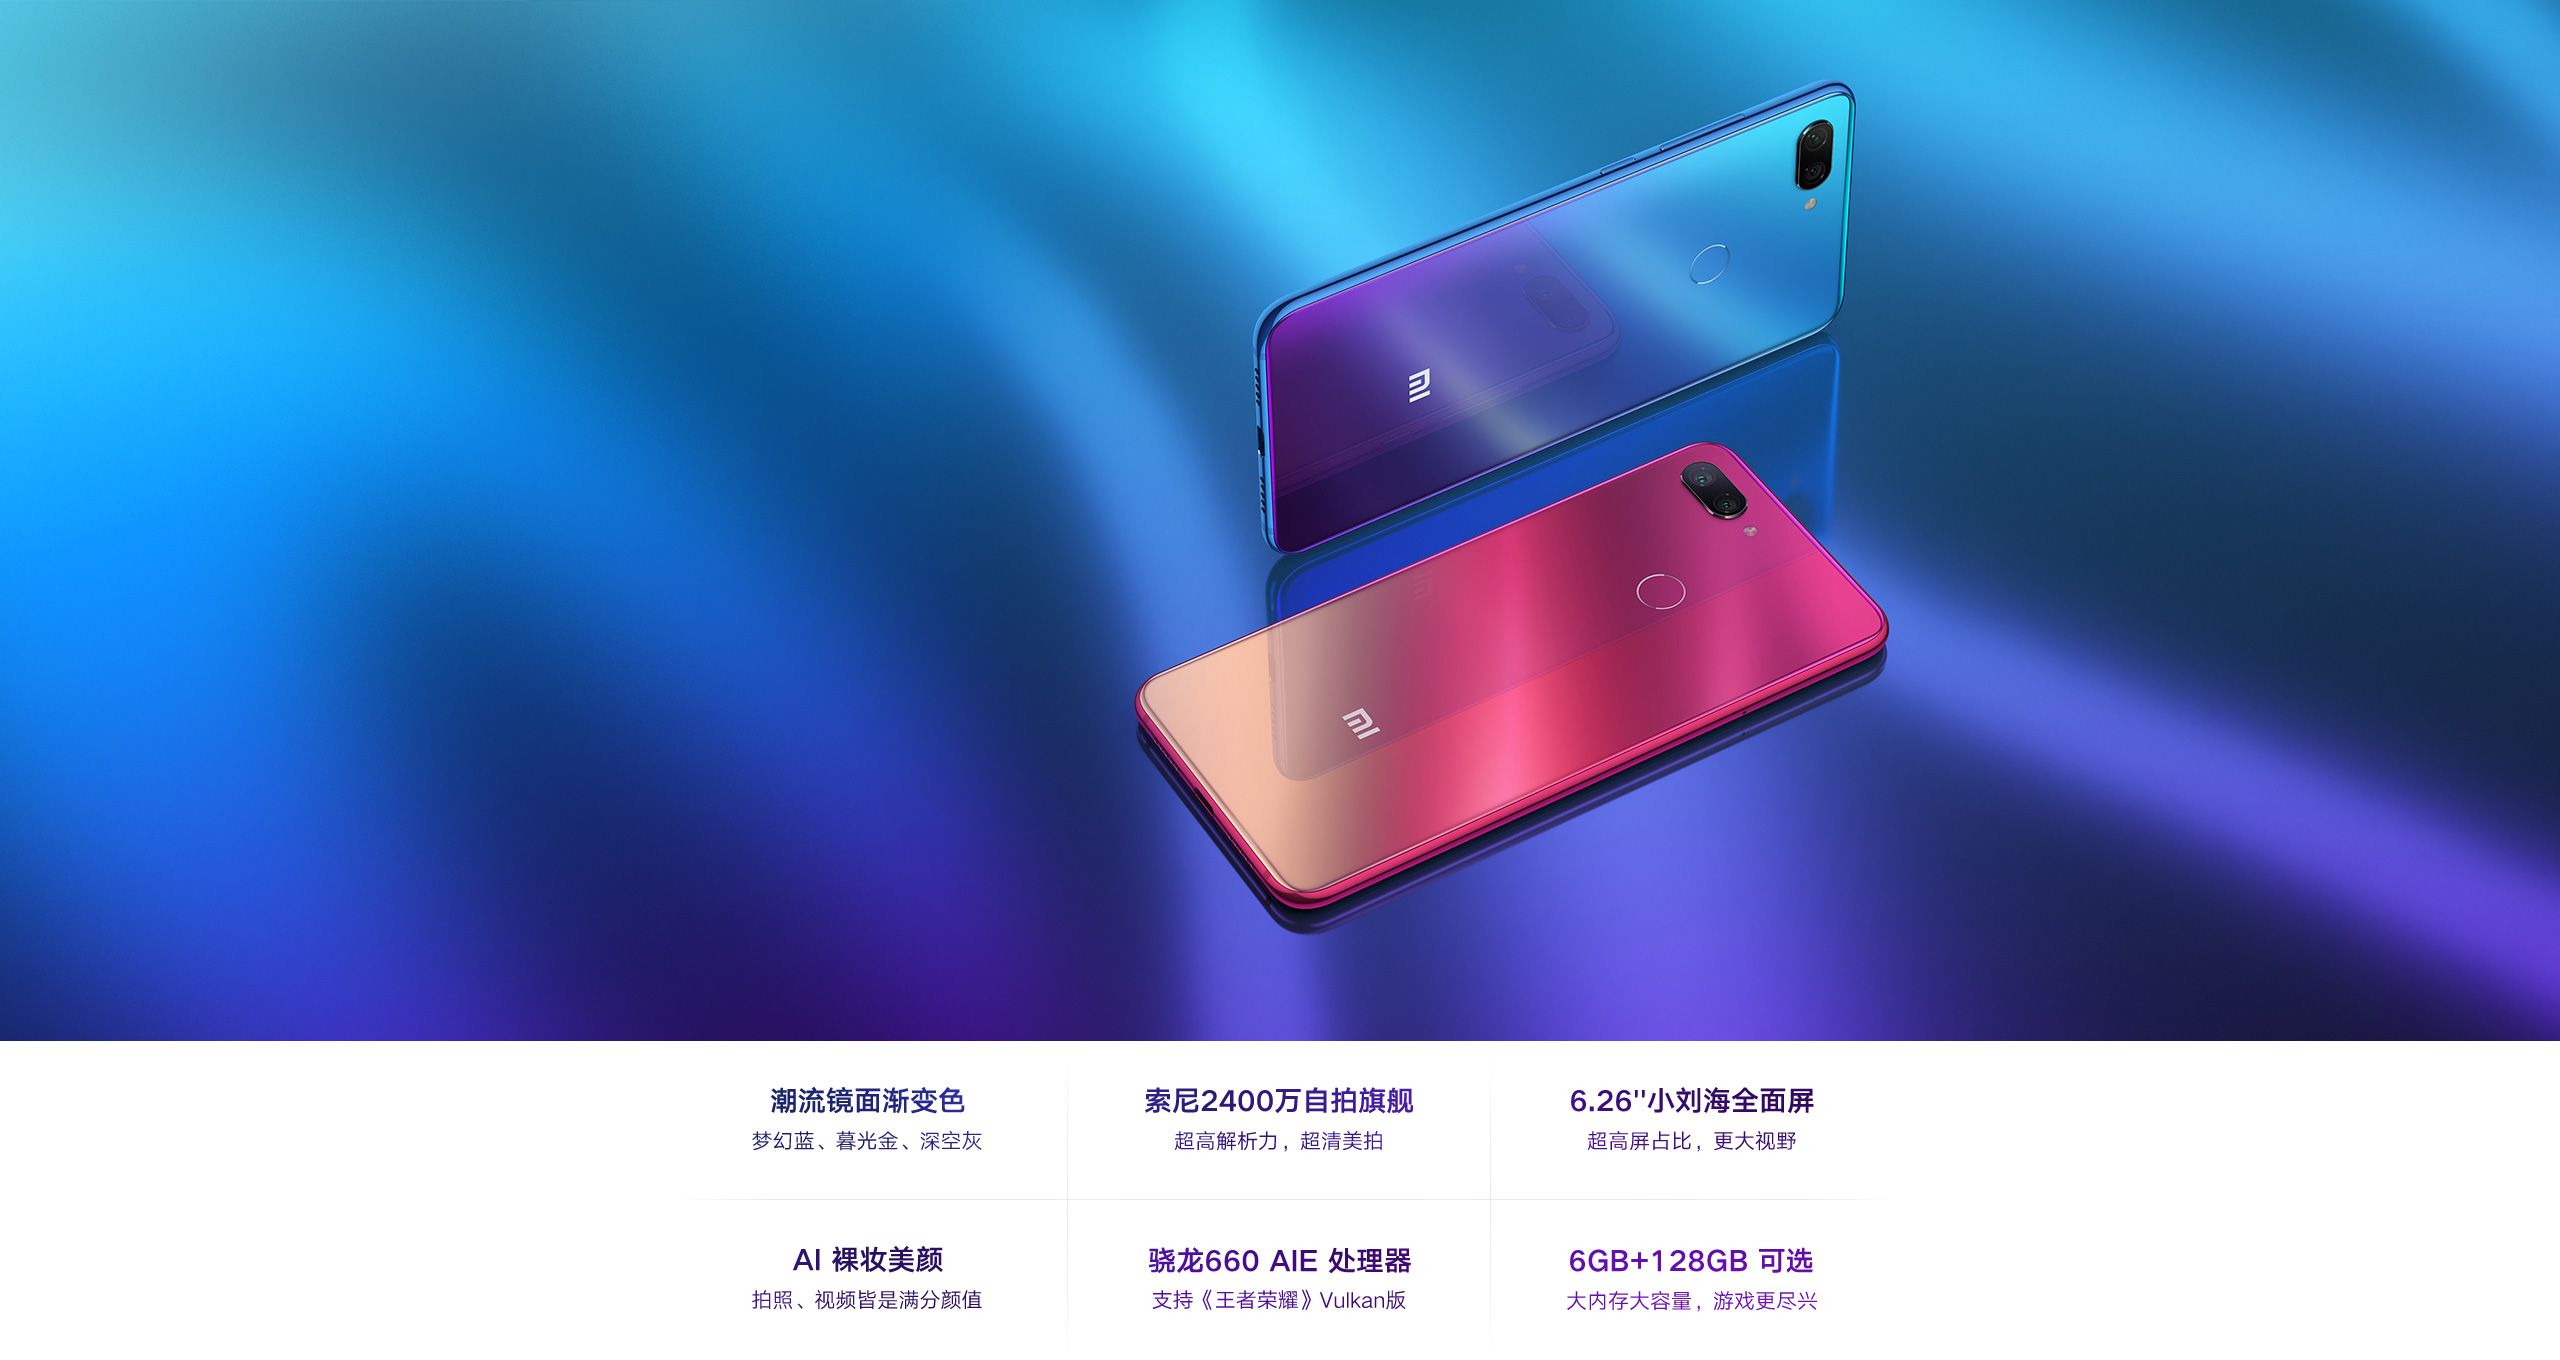 潮流镜面渐变色
梦幻蓝、暮光金、深空灰
索尼2400万自拍旗舰
超高解析力，超清美拍
6.26''小刘海全面屏
超高屏占比，更大视野
AI 裸妆美颜
拍照、视频皆是满分颜值
骁龙660 AIE 处理器
支持《王者荣耀》Vulkan版
6GB+128GB 可选
大内存大容量，游戏更尽兴